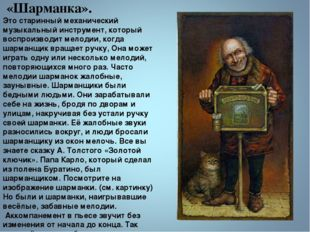 «Шарманка».
Это старинный механический
музыкальный инструмент, который
воспроизводит мелодии, когда
шарманщик вращает ручку, Она может
играть одну или несколько мелодий,
повторяющихся много раз. Часто
мелодии шарманок жалобные,
заунывные. Шарманщики были
бедными людьми. Они зарабатывали
себе на жизнь, бродя по дворам и
улицам, накручивая без устали ручку
своей шарманки. Её жалобные звуки
разносились вокруг, и люди бросали
шарманщику из окон мелочь. Все вы
знаете сказку А. Толстого «Золотой
ключик». Папа Карло, который сделал
из полена Буратино, был
шарманщиком. Посмотрите на
изображение шарманки. (см. картинку)
Но были и шарманки, наигрывавшие
весёлые, забавные мелодии.
Аккомпанемент в пьесе звучит без
изменения от начала до конца. Так